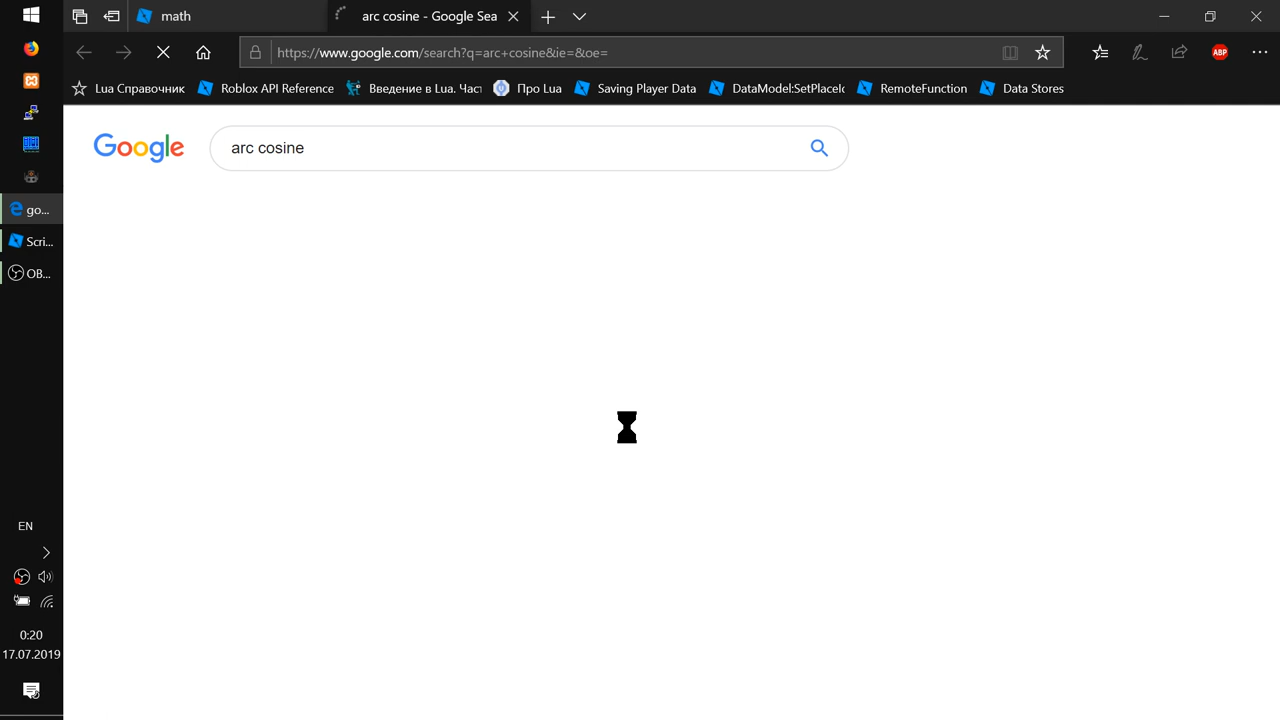 math
arc cosine - Google Sea
https://www.google.com/search?q=arc+cosine&ie=&oe=
ABP
Lua Справочник
Roblox API Reference
Введение в Lua. Част
Про Lua
Saving Player Data
DataModel:SetPlaceIc
RemoteFunction
Data Stores
Google
arc cosine
go...
Scri...
OB...
EN
0:20
17.07.2019